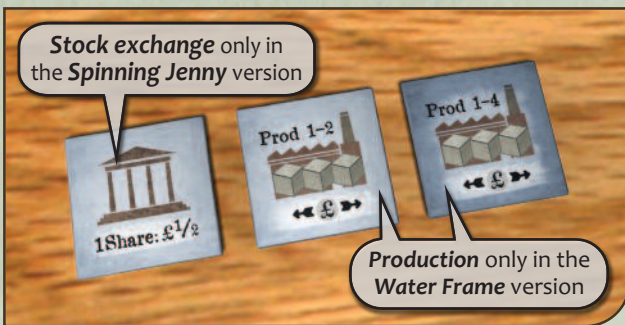 Stock exchange only in
the Spinning Jenny version
Prod 1-2
£
Prod 1-4
£
1Share: £1/2
Production only in the
Water Frame version